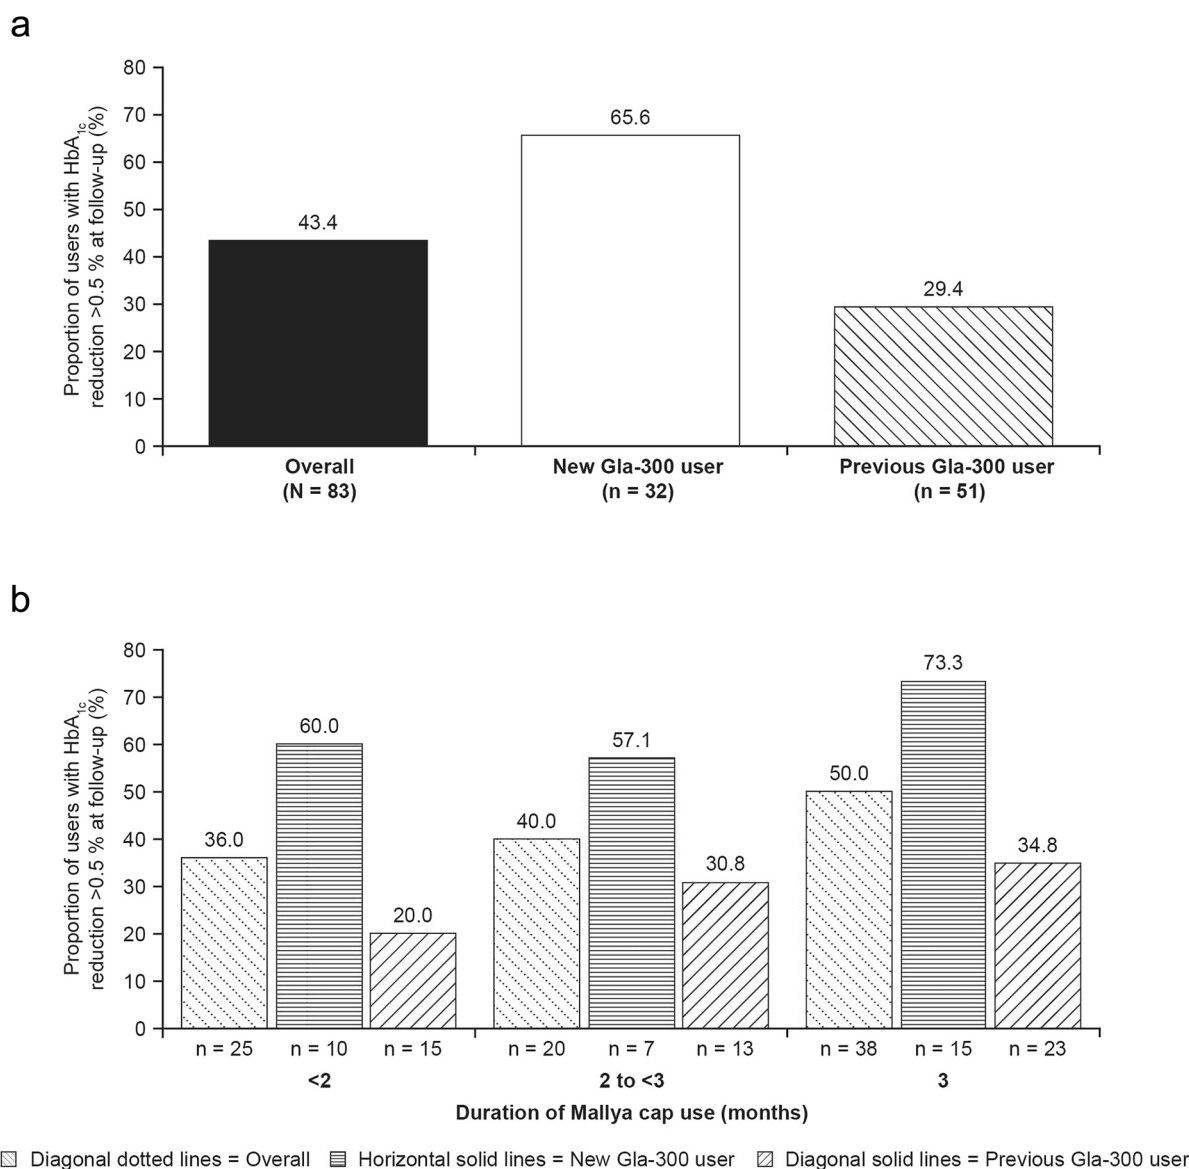 a
Proportion of users with HbA1c
reduction >0.5 % at follow-up (%)
80
70
60
50
40
30
20
10
0
43.4
65.6
29.4
Overall
(N = 83)
New Gla-300 user
(n = 32)
Previous Gla-300 user
(n = 51)
b
Proportion of users with HbA1c
reduction >0.5 % at follow-up (%)
80
70
60
50
40
30
20
10
0
36.0
60.0
20.0
40.0
57.1
30.8
50.0
73.3
34.8
n = 25 n = 10 n = 15 n = 20 n = 7 n = 13 n = 38 n = 15 n = 23
<2 2 to <3 3
Duration of Mallya cap use (months)
Diagonal dotted lines = Overall Horizontal solid lines = New Gla-300 user Diagonal solid lines = Previous Gla-300 user